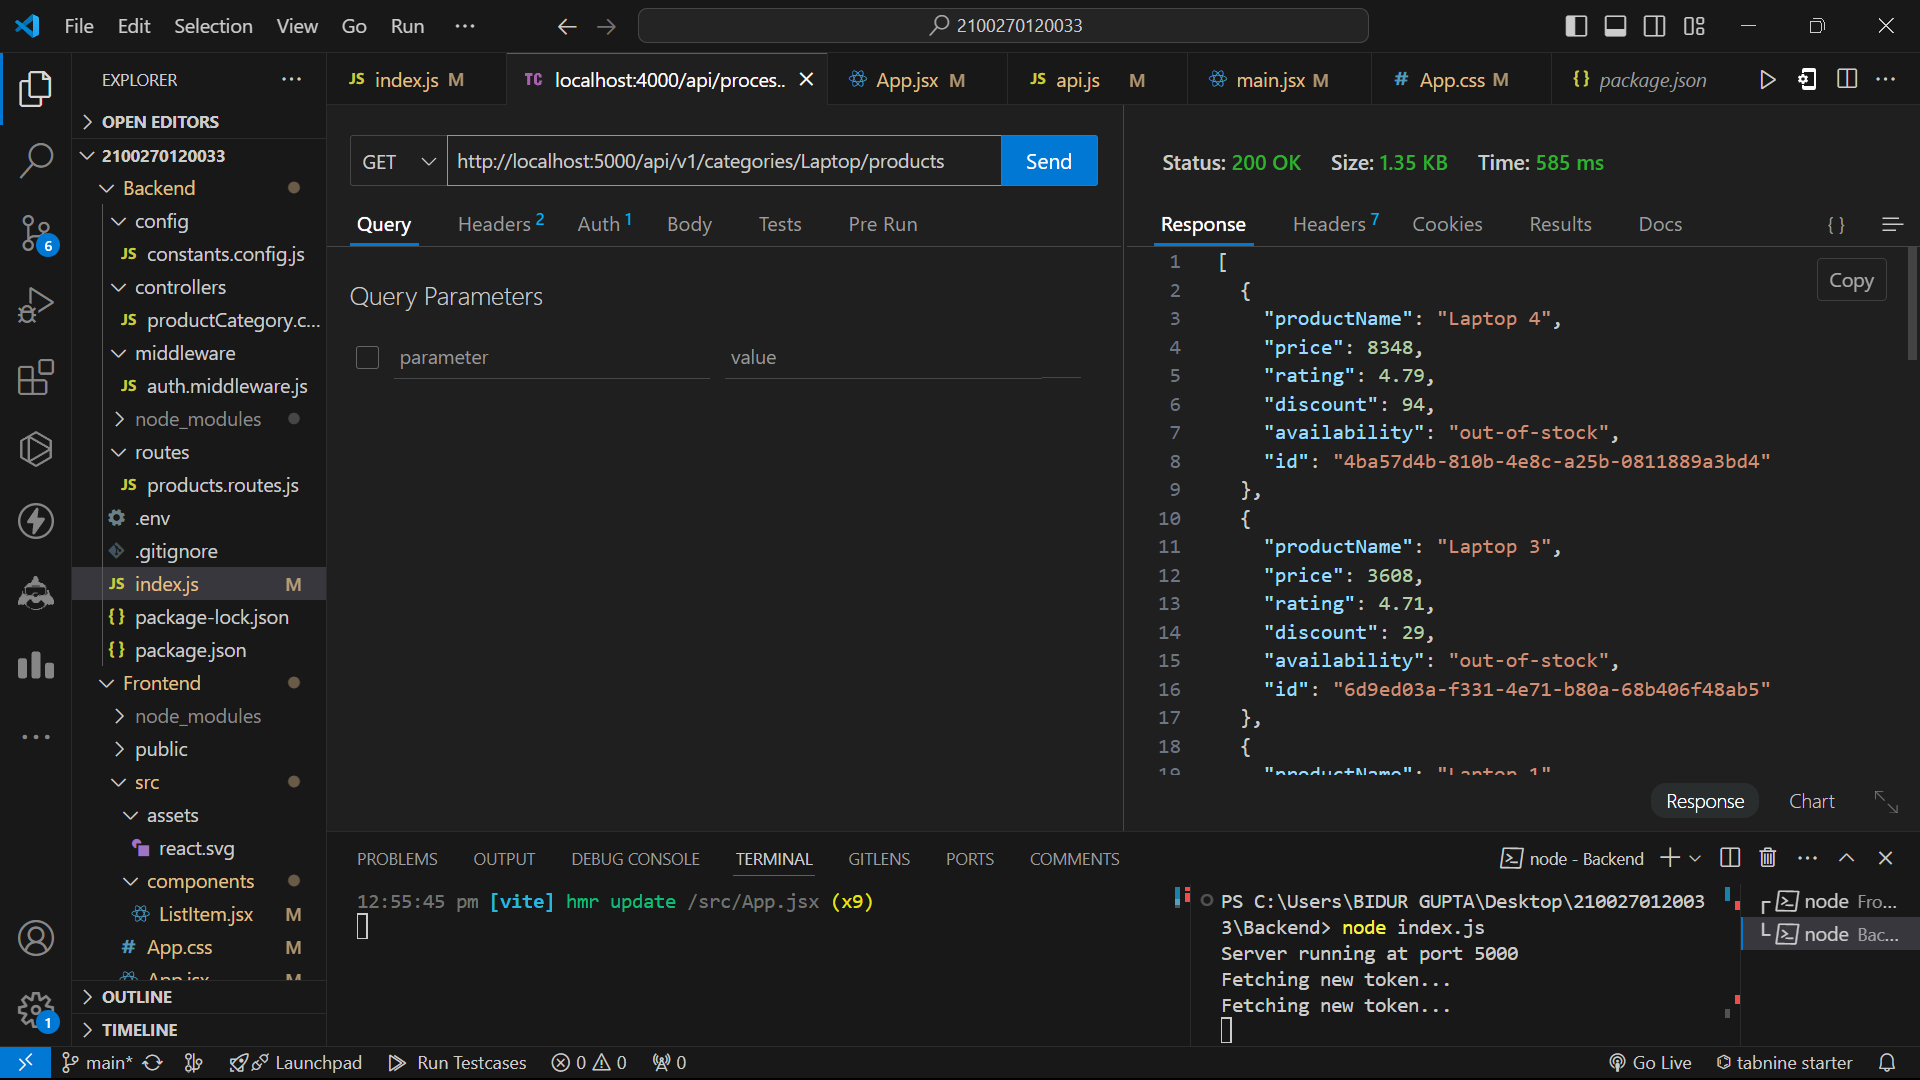 File Edit Selection View Go Run ··· 2100270120033
EXPLORER ···
JS index.js M
TC localhost:4000/api/proces..
App.jsx M
JS api.js M
main.jsx M
# App.css M
{} package.json ···
OPEN EDITORS
2100270120033
Backend
config
JS constants.config.js
controllers
JS productCategory.c...
middleware
JS auth.middleware.js
node_modules
routes
JS products.routes.js
.env
.gitignore
JS index.js M
{} package-lock.json
{} package.json
Frontend
node_modules
public
src
assets
react.svg
components
ListItem.jsx M
# App.css M
App.jsx M
OUTLINE
TIMELINE
6
1
GET http://localhost:5000/api/v1/categories/Laptop/products Send
Query Headers 2 Auth 1 Body Tests Pre Run
Query Parameters
parameter value
Status: 200 OK Size: 1.35 KB Time: 585 ms
Response Headers 7 Cookies Results Docs {}
Copy
1 [
2 {
3 "productName": "Laptop 4",
4 "price": 8348,
5 "rating": 4.79,
6 "discount": 94,
7 "availability": "out-of-stock",
8 "id": "4ba57d4b-810b-4e8c-a25b-0811889a3bd4"
9 },
10 {
11 "productName": "Laptop 3",
12 "price": 3608,
13 "rating": 4.71,
14 "discount": 29,
15 "availability": "out-of-stock",
16 "id": "6d9ed03a-f331-4e71-b80a-68b406f48ab5"
17 },
18 {
19 "productName": "Laptop 1"
Response Chart
PROBLEMS OUTPUT DEBUG CONSOLE TERMINAL GITLENS PORTS COMMENTS
node - Backend ···
12:55:45 pm [vite] hmr update /src/App.jsx (x9)
PS C:\Users\BIDUR GUPTA\Desktop\210027012003
3\Backend> node index.js
Server running at port 5000
Fetching new token...
Fetching new token...
node Fro...
node Bac...
main* Launchpad Run Testcases 0 0 0 Go Live tabnine starter